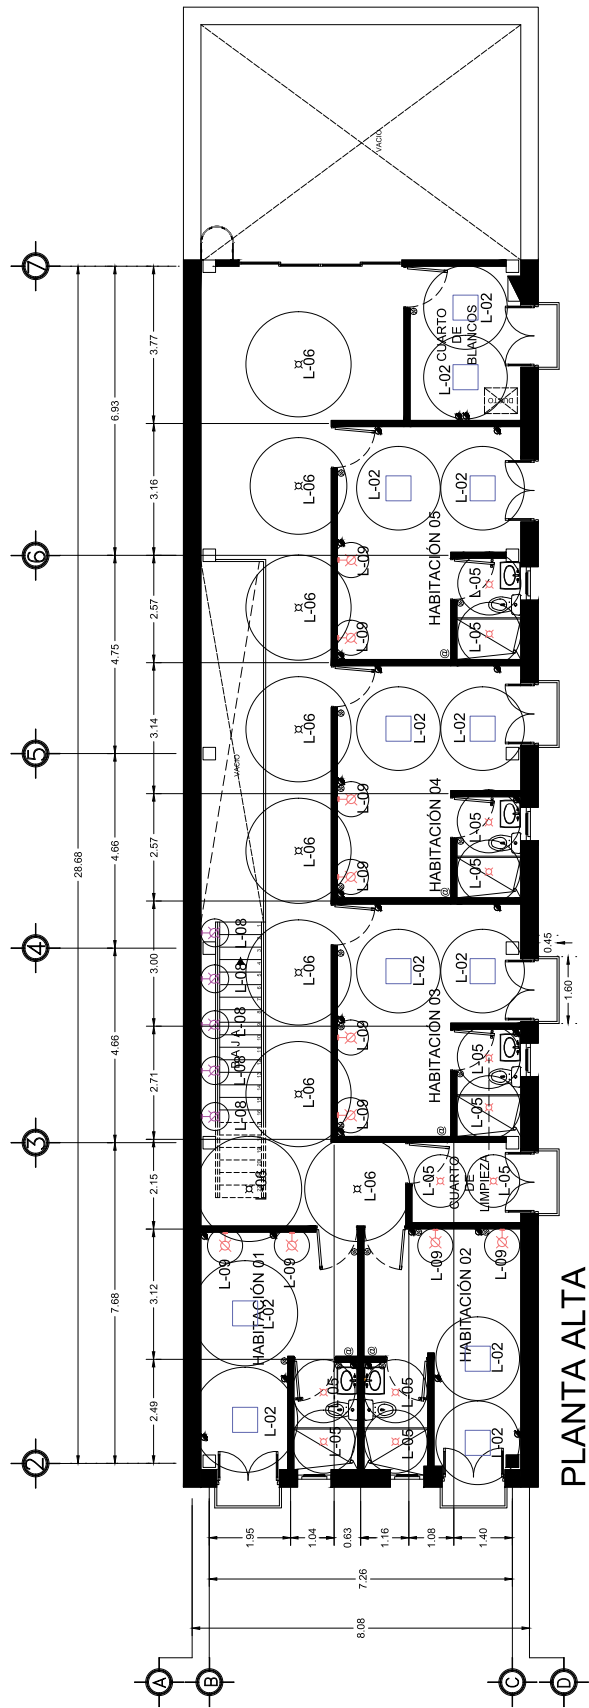 2
3
4
5
6
7
28.68
7.68
4.66
4.66
4.75
6.93
2.49
3.12
2.15
2.71
3.00
2.57
3.14
2.57
3.16
3.77
A
B
C
D
8.08
7.26
1.95
1.04
0.63
1.16
1.08
1.40
L-08
L-08
L-08
L-08
L-08
BAJA
VACIO
VACIO
L-06
L-06
L-06
L-06
L-06
L-06
L-06
L-06
L-06
HABITACIÓN 01
L-02
L-02
L-09
L-09
L-05
L-05
@
HABITACIÓN 02
L-02
L-02
L-09
L-09
L-05
L-05
@
CUARTO
DE
LIMPIEZA
L-05
L-05
HABITACIÓN 03
L-09
L-09
L-02
L-02
L-05
L-05
@
HABITACIÓN 04
L-09
L-09
L-02
L-02
L-05
L-05
@
HABITACIÓN 05
L-09
L-09
L-02
L-02
L-05
L-05
@
CUARTO
DE
BLANCOS
L-02
L-02
DUCTO
1.60
0.45
PLANTA ALTA